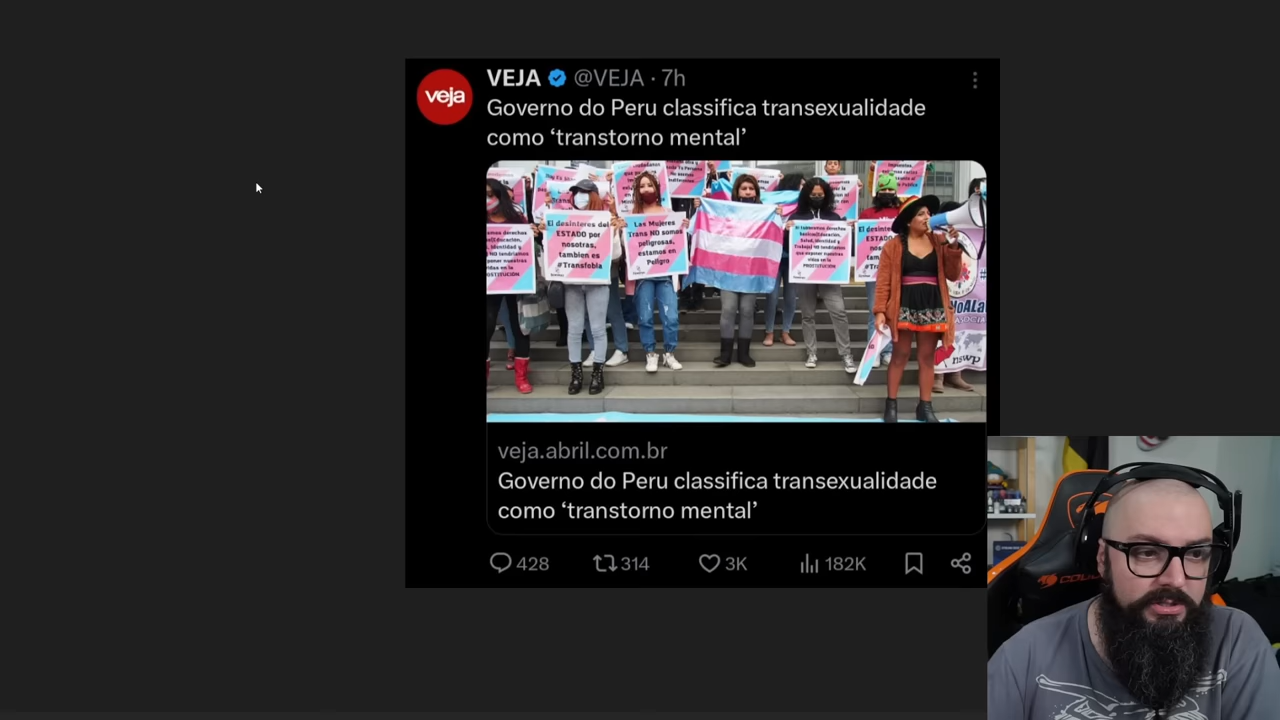 VEJA @VEJA · 7h
veja
Governo do Peru classifica transexualidade
como ‘transtorno mental’
El desinteres del
ESTADO por
nosotras,
tambien es
#Transfobia
Las Mujeres
Trans NO somos
peligrosas,
estamos en
Peligro
nswp
veja.abril.com.br
Governo do Peru classifica transexualidade
como ‘transtorno mental’
428 314 3K 182K